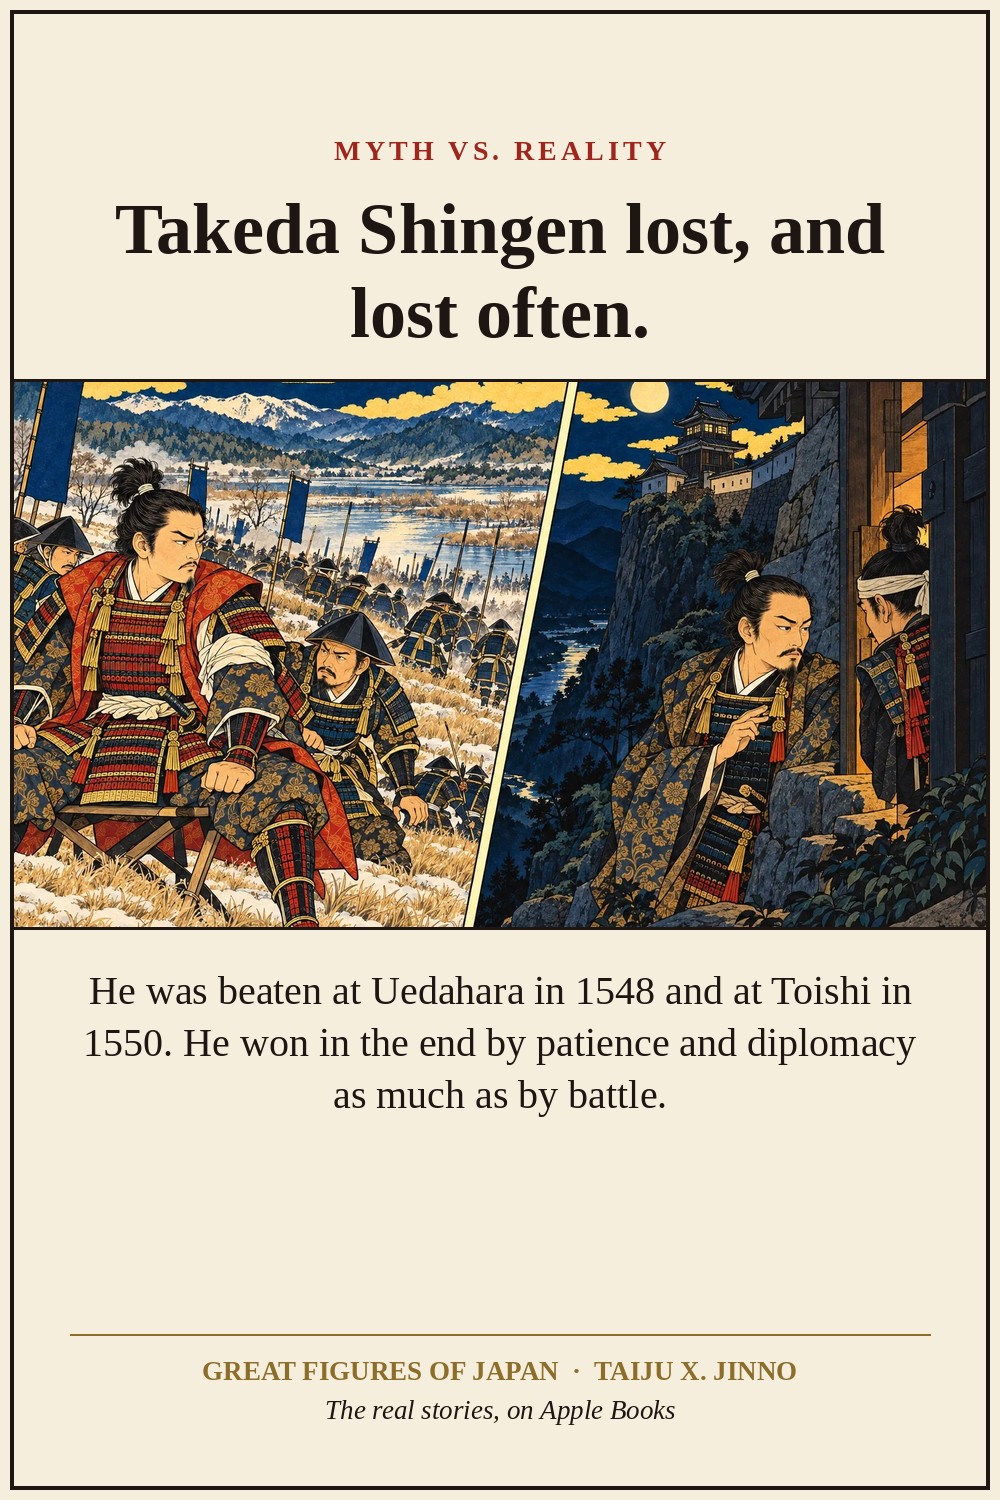 MYTH VS. REALITY
Takeda Shingen lost, and
lost often.
He was beaten at Uedahara in 1548 and at Toishi in
1550. He won in the end by patience and diplomacy
as much as by battle.
GREAT FIGURES OF JAPAN · TAIJU X. JINNO
The real stories, on Apple Books